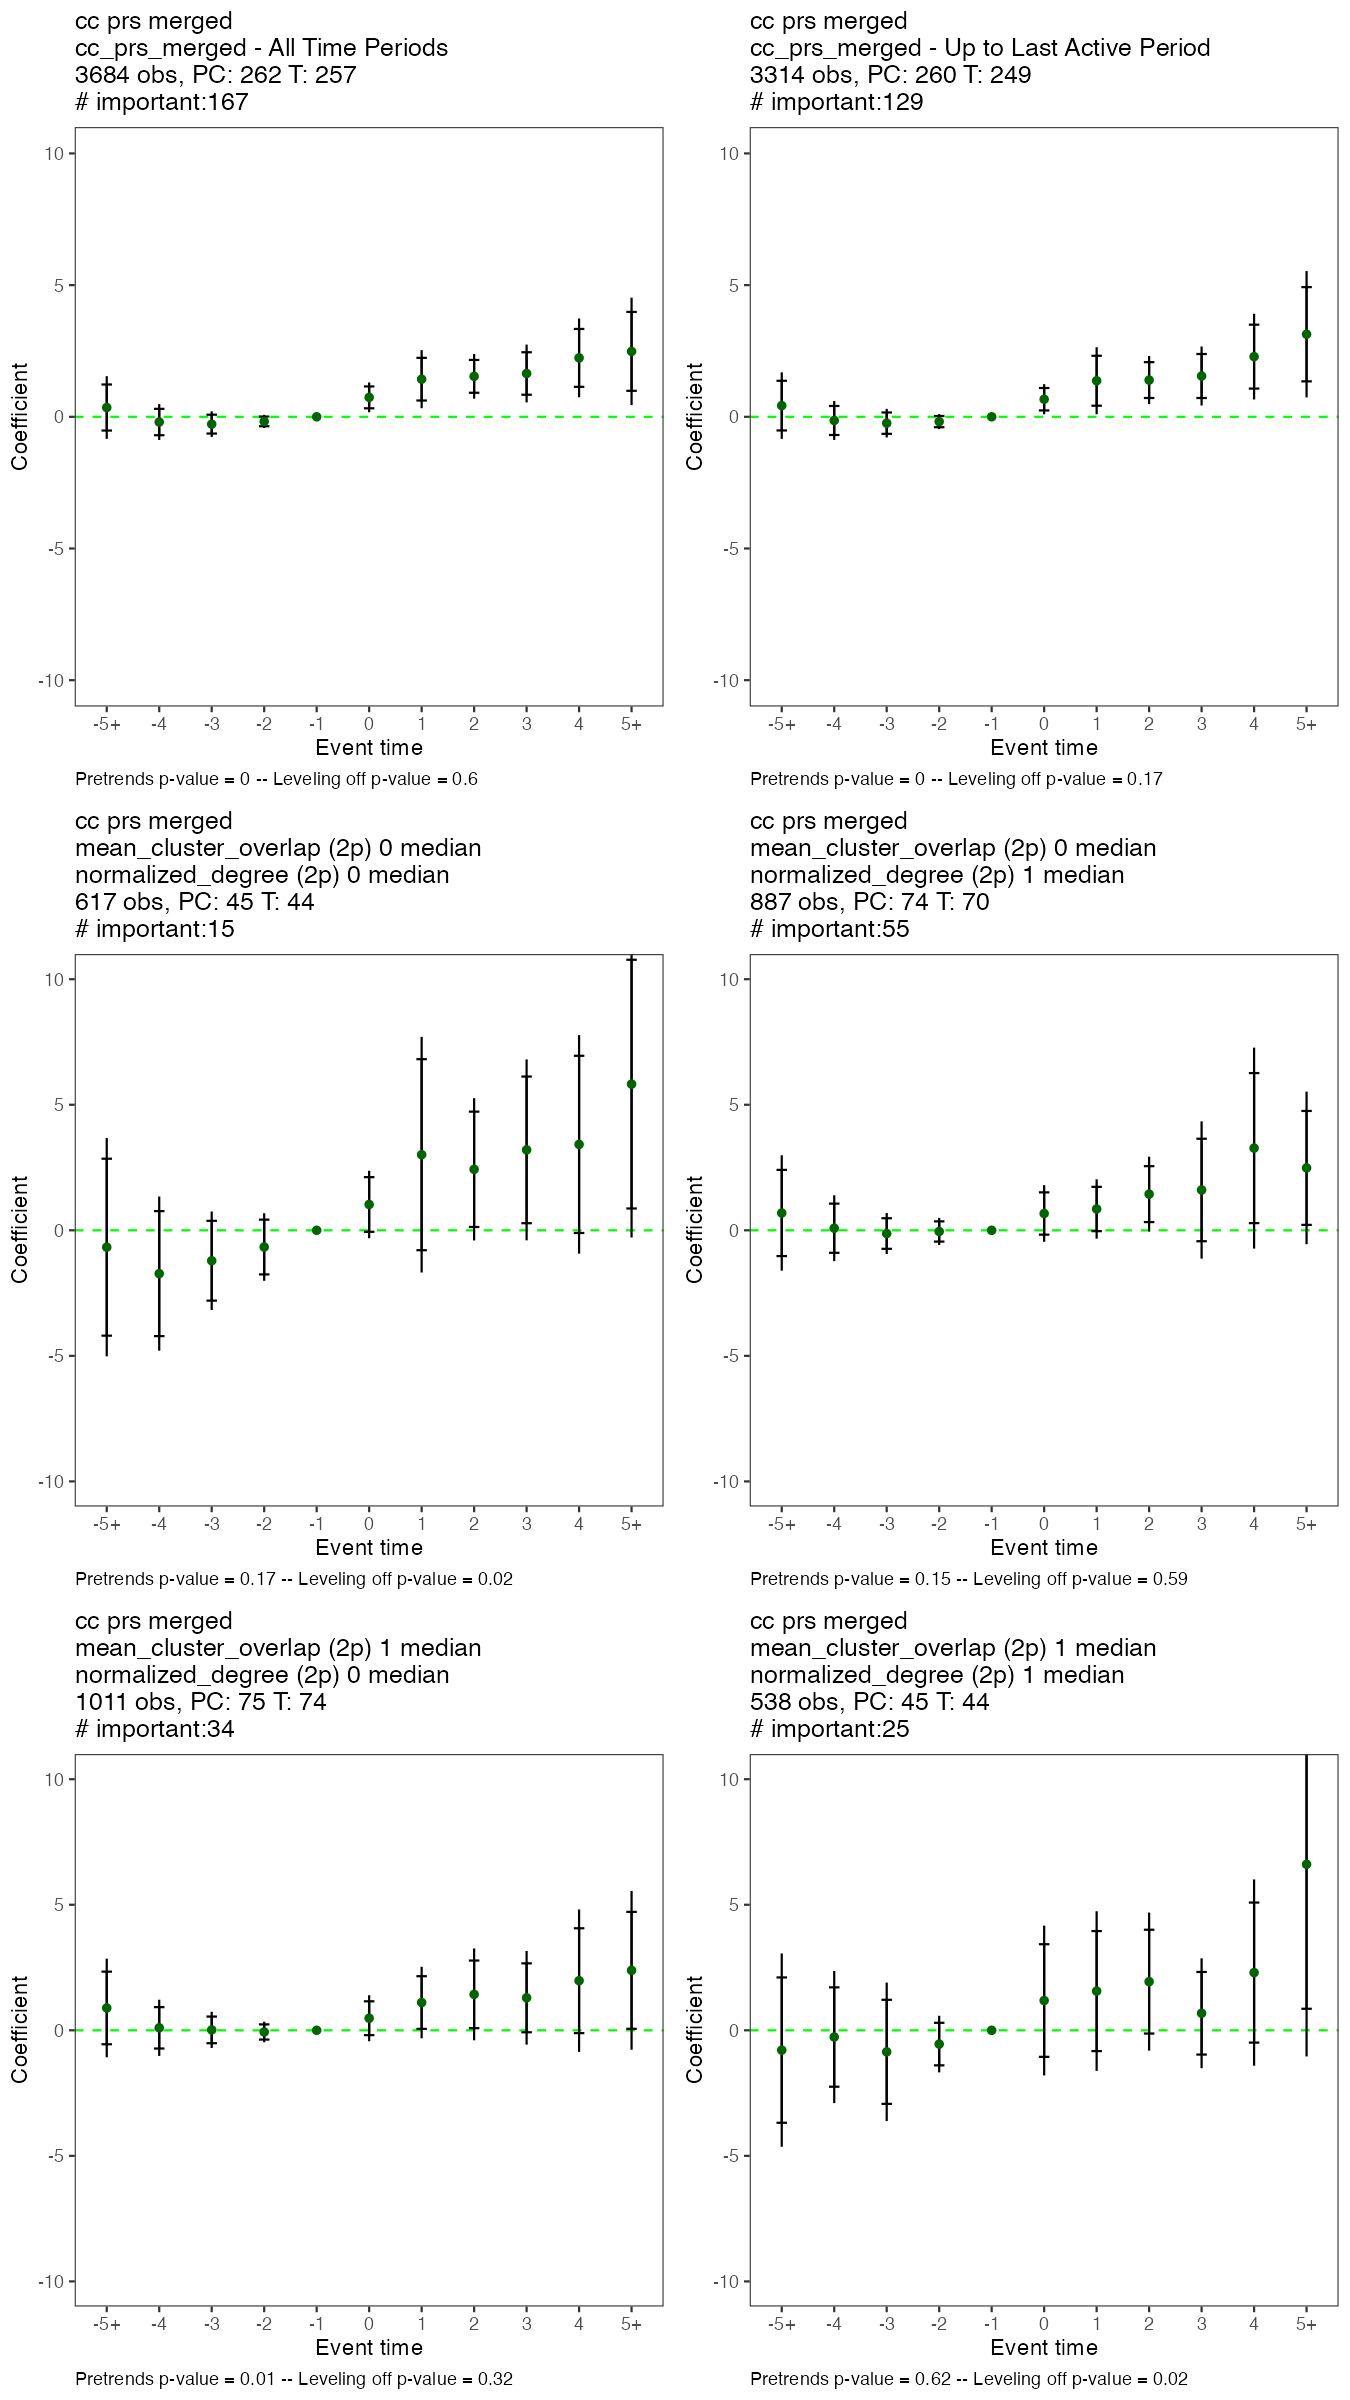 cc prs merged
cc_prs_merged - All Time Periods
3684 obs, PC: 262 T: 257
# important:167
10
5
0
-5
-10
Coefficient
-5+ -4 -3 -2 -1 0 1 2 3 4 5+
Event time
Pretrends p-value = 0 -- Leveling off p-value = 0.6
cc prs merged
cc_prs_merged - Up to Last Active Period
3314 obs, PC: 260 T: 249
# important:129
10
5
0
-5
-10
Coefficient
-5+ -4 -3 -2 -1 0 1 2 3 4 5+
Event time
Pretrends p-value = 0 -- Leveling off p-value = 0.17
cc prs merged
mean_cluster_overlap (2p) 0 median
normalized_degree (2p) 0 median
617 obs, PC: 45 T: 44
# important:15
10
5
0
-5
-10
Coefficient
-5+ -4 -3 -2 -1 0 1 2 3 4 5+
Event time
Pretrends p-value = 0.17 -- Leveling off p-value = 0.02
cc prs merged
mean_cluster_overlap (2p) 0 median
normalized_degree (2p) 1 median
887 obs, PC: 74 T: 70
# important:55
10
5
0
-5
-10
Coefficient
-5+ -4 -3 -2 -1 0 1 2 3 4 5+
Event time
Pretrends p-value = 0.15 -- Leveling off p-value = 0.59
cc prs merged
mean_cluster_overlap (2p) 1 median
normalized_degree (2p) 0 median
1011 obs, PC: 75 T: 74
# important:34
10
5
0
-5
-10
Coefficient
-5+ -4 -3 -2 -1 0 1 2 3 4 5+
Event time
Pretrends p-value = 0.01 -- Leveling off p-value = 0.32
cc prs merged
mean_cluster_overlap (2p) 1 median
normalized_degree (2p) 1 median
538 obs, PC: 45 T: 44
# important:25
10
5
0
-5
-10
Coefficient
-5+ -4 -3 -2 -1 0 1 2 3 4 5+
Event time
Pretrends p-value = 0.62 -- Leveling off p-value = 0.02